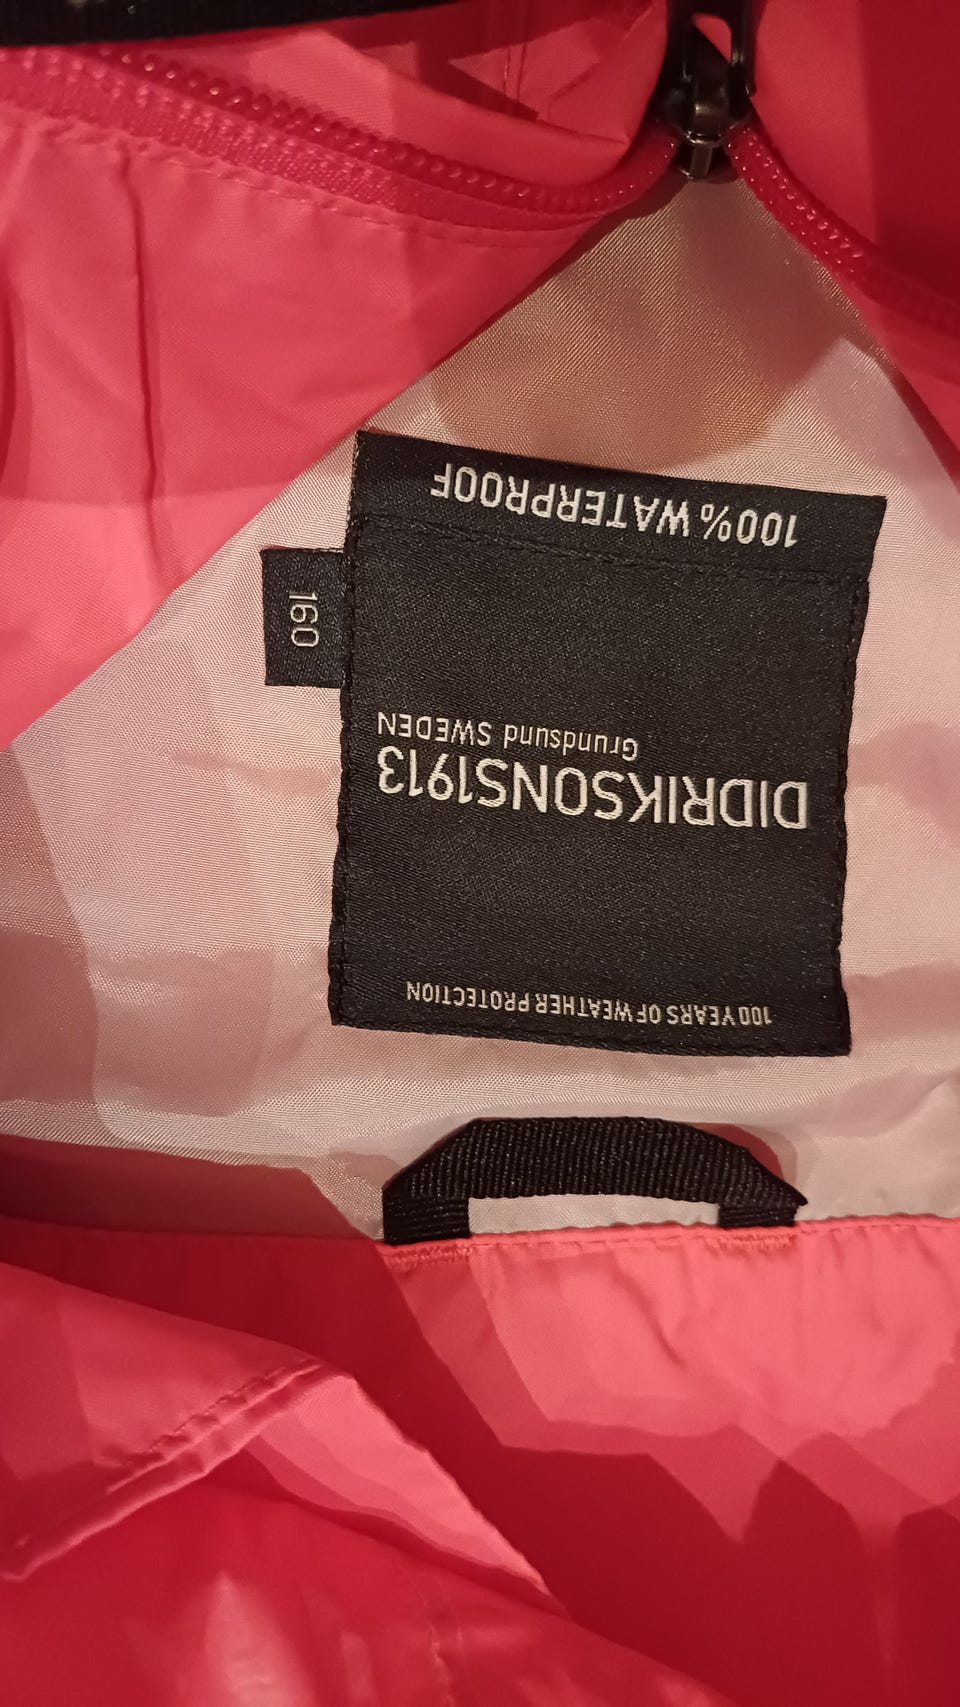 100 YEARS OF WEATHER PROTECTION
DIDRIKSONS1913
Grundsund SWEDEN
160
100% WATERPROOF